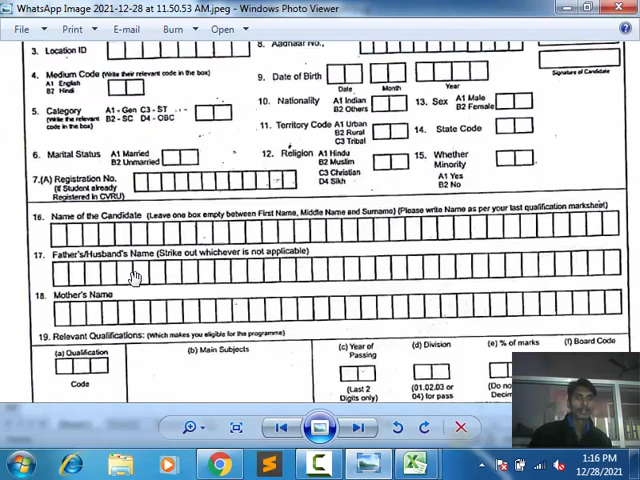 WhatsApp Image 2021-12-28 at 11.50.53 AM.jpeg - Windows Photo Viewer
File Print E-mail Burn Open
3. Location ID
8. Aadhaar No.,
Signature of Candidate
4. Medium Code (Write their relevant code in the box)
A1 English
B2 Hindi
9. Date of Birth
Date Month Year
5. Category
(Write the relevant code in the box)
A1 - Gen C3 - ST
B2 - SC D4 - OBC
10. Nationality A1 Indian
B2 Others
13. Sex A1 Male
B2 Female
11. Territory Code A1 Urban
B2 Rural
C3 Tribal
14. State Code
6. Marital Status A1 Married
B2 Unmarried
12. Religion A1 Hindu
B2 Muslim
C3 Christian
D4 Sikh
15. Whether
Minority
A1 Yes
B2 No
7.(A) Registration No.
(If Student already
Registered In CVRU)
16. Name of the Candidate (Leave one box empty between First Name, Middle Name and Surname) (Please write Name as per your last qualification marksheet)
17. Father's/Husband's Name (Strike out whichever is not applicable)
18. Mother's Name
19. Relevant Qualifications: (Which makes you eligible for the programme)
(a) Qualification
Code
(b) Main Subjects
(c) Year of
Passing
(Last 2
Digits only)
(d) Division
(01.02.03 or
04) for pass
(e) % of marks
(Do no
Decim
(f) Board Code
1:16 PM
12/28/2021